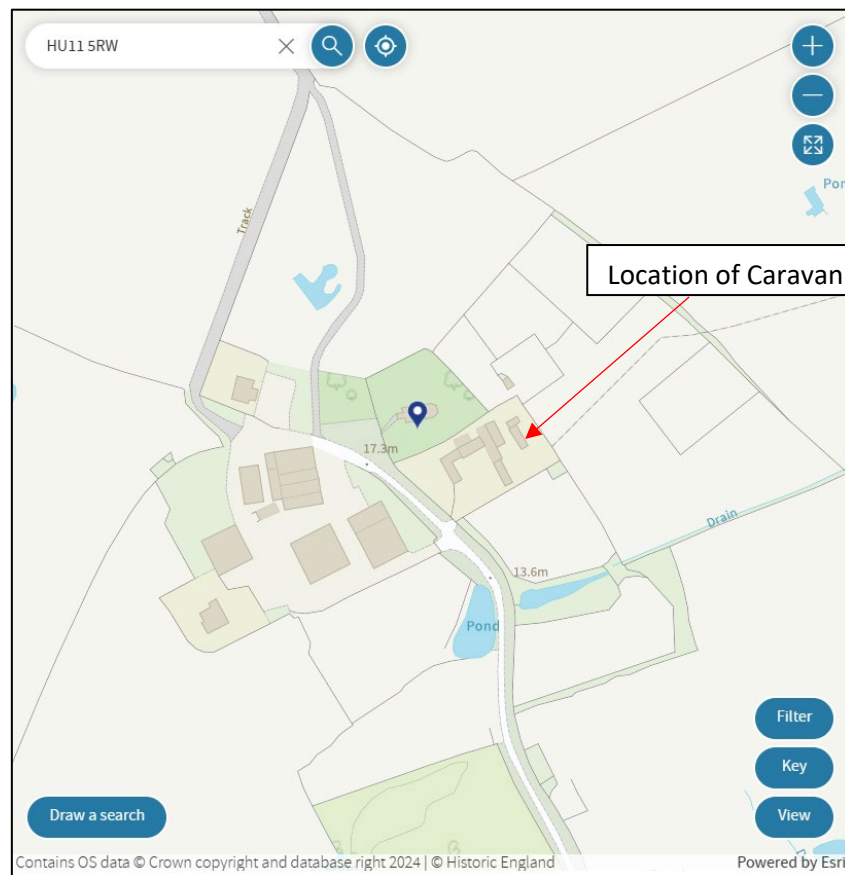 HU11 5RW
Pon
Track
Location of Caravan
17.3m
Drain
13.6m
Pond
Filter
Key
Draw a search
View
Contains OS data © Crown copyright and database right 2024 | © Historic England
Powered by Esri